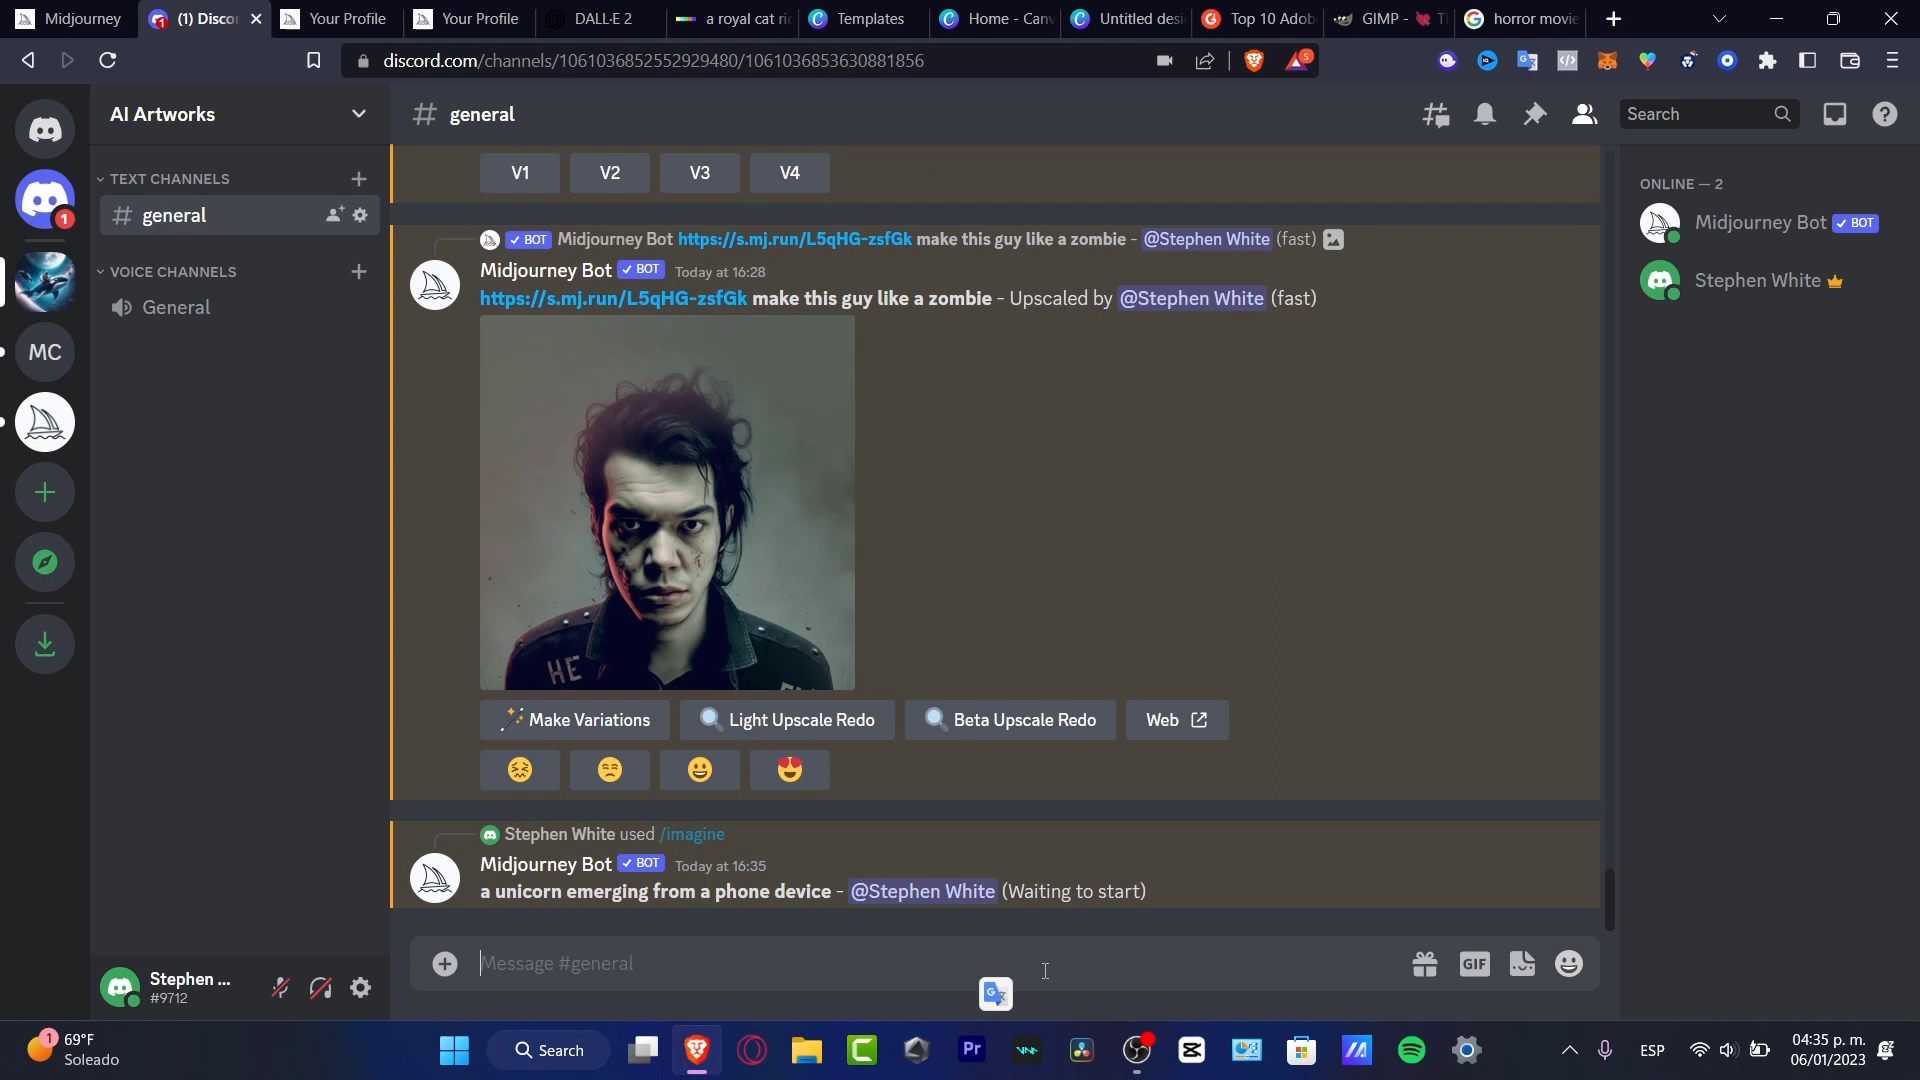 Midjourney
(1) Disco
Your Profile
Your Profile
DALL·E 2
a royal cat ri
Templates
Home - Canv
Untitled desi
Top 10 Adob
GIMP -
horror movie
discord.com/channels/1061036852552929480/1061036853630881856
5
AI Artworks
general
Search
TEXT CHANNELS
general
VOICE CHANNELS
General
1
MC
V1
V2
V3
V4
BOT Midjourney Bot https://s.mj.run/L5qHG-zsfGk make this guy like a zombie - @Stephen White (fast)
Midjourney Bot BOT Today at 16:28
https://s.mj.run/L5qHG-zsfGk make this guy like a zombie - Upscaled by @Stephen White (fast)
HE
Make Variations
Light Upscale Redo
Beta Upscale Redo
Web
Stephen White used /imagine
Midjourney Bot BOT Today at 16:35
a unicorn emerging from a phone device - @Stephen White (Waiting to start)
Message #general
GIF
ONLINE — 2
Midjourney Bot BOT
Stephen White
Stephen ...
#9712
1
69°F
Soleado
Search
Pr
ESP
04:35 p. m.
06/01/2023